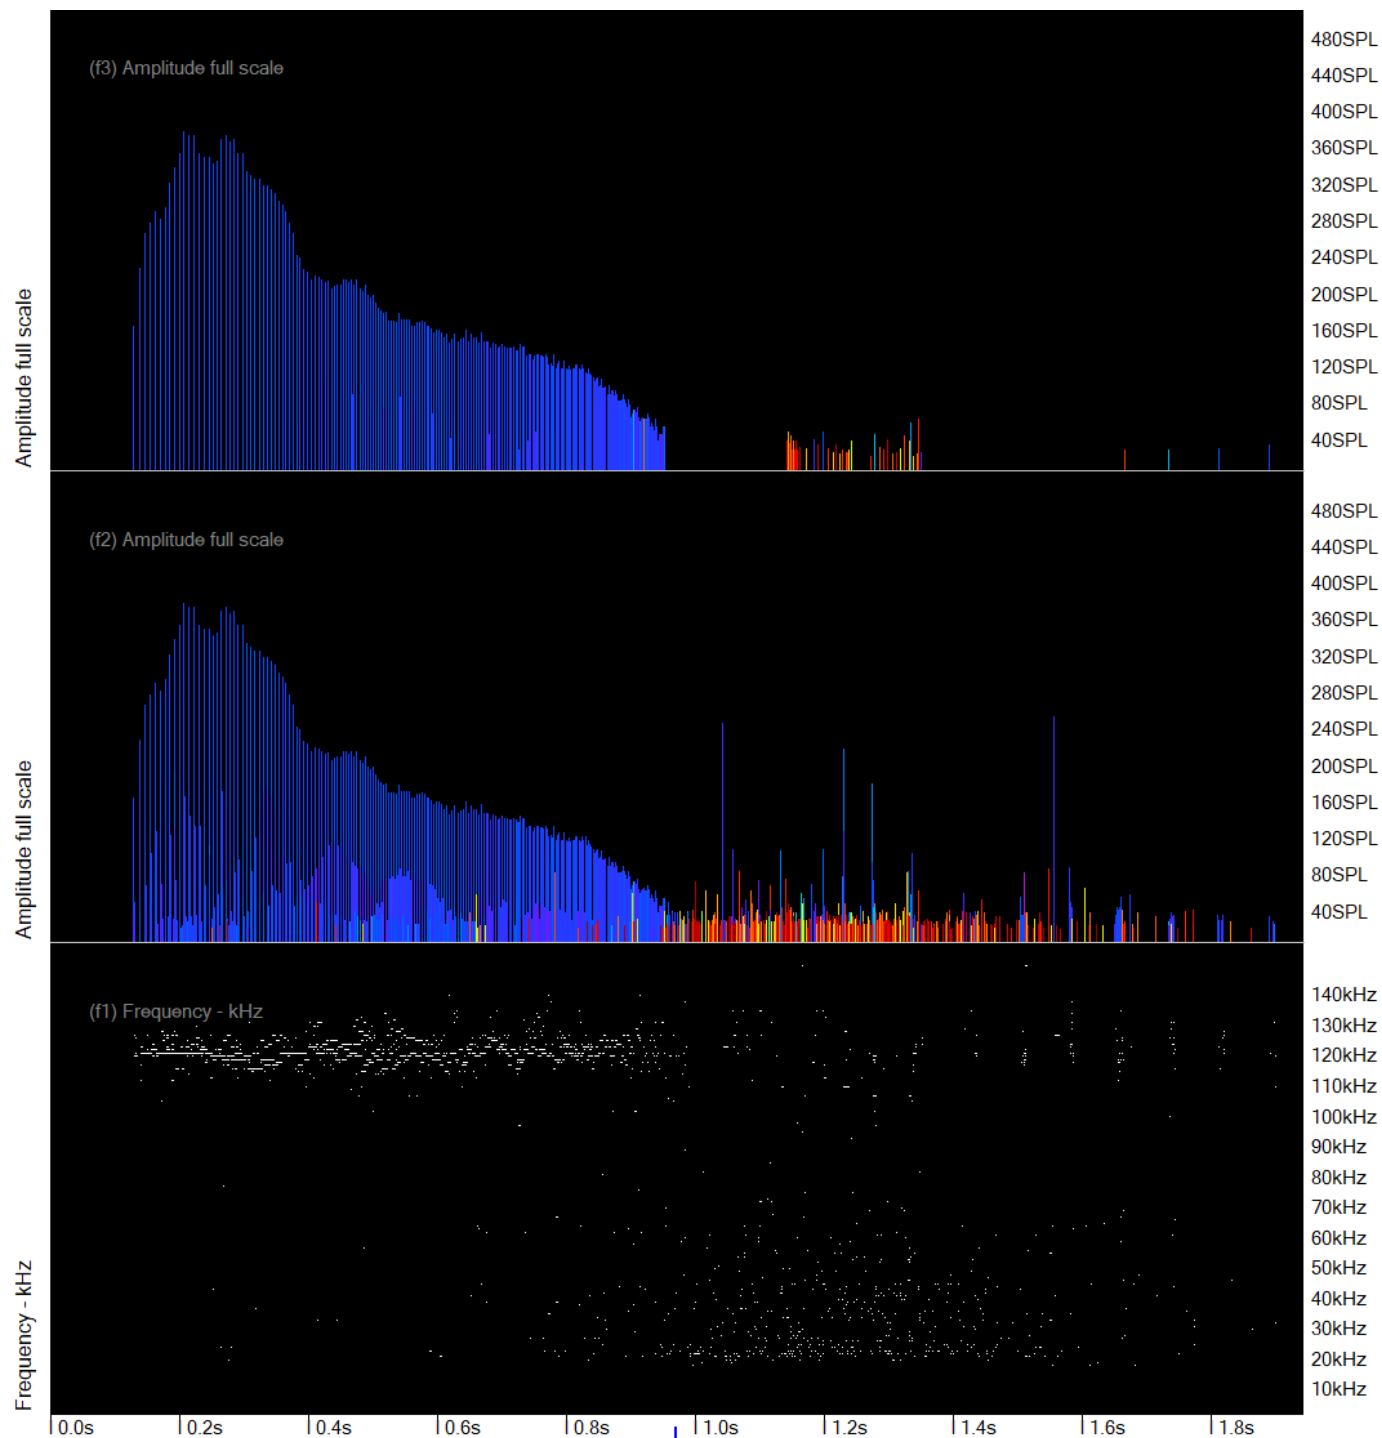 (f3) Amplitude full scale
Amplitude full scale
480SPL
440SPL
400SPL
360SPL
320SPL
280SPL
240SPL
200SPL
160SPL
120SPL
80SPL
40SPL
(f2) Amplitude full scale
Amplitude full scale
480SPL
440SPL
400SPL
360SPL
320SPL
280SPL
240SPL
200SPL
160SPL
120SPL
80SPL
40SPL
(f1) Frequency - kHz
Frequency - kHz
140kHz
130kHz
120kHz
110kHz
100kHz
90kHz
80kHz
70kHz
60kHz
50kHz
40kHz
30kHz
20kHz
10kHz
0.0s 0.2s 0.4s 0.6s 0.8s 1.0s 1.2s 1.4s 1.6s 1.8s